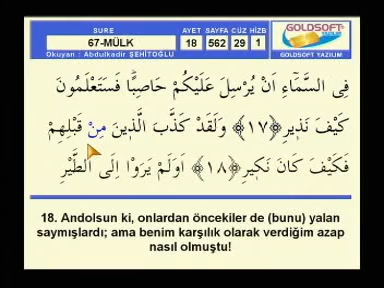 SURE AYET SAYFA CÜZ HİZB
67-MÜLK 18 562 29 1
Okuyan : Abdulkadir ŞEHİTOĞLU
GOLDSOFT
YAZILIM
GOLDSOFT YAZILIM
فِى السَّمَٓاءِ اَنْ يُرْسِلَ عَلَيْكُمْ حَاصِبًا فَسَتَعْلَمُونَ
كَيْفَ نَذِيرِ ﴿١٧﴾ وَلَقَدْ كَذَّبَ الَّذِينَ مِنْ قَبْلِهِمْ
فَكَيْفَ كَانَ نَكِيرِ ﴿١٨﴾ اَوَلَمْ يَرَوْا اِلَى الطَّيْرِ
18. Andolsun ki, onlardan öncekiler de (bunu) yalan
saymışlardı; ama benim karşılık olarak verdiğim azap
nasıl olmuştu!